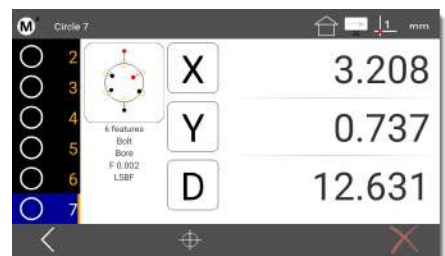 M Circle 7 1 mm
2
3
4
5
6
7
6 features
Bolt
Bore
F 0.002
LSBF
X 3.208
Y 0.737
D 12.631